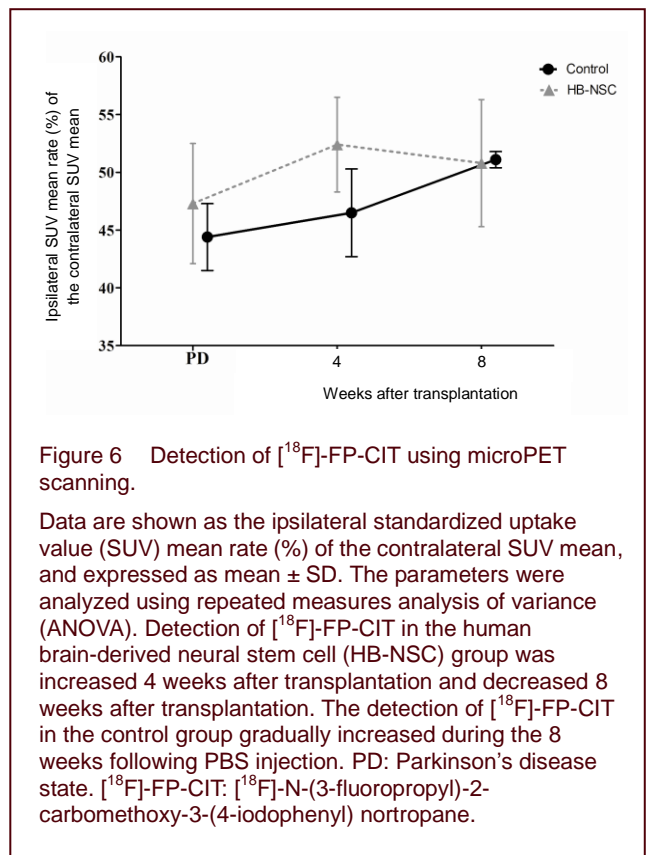 60
55
50
45
40
35
Ipsilateral SUV mean rate (%) of
the contralateral SUV mean
Control
HB-NSC
PD
4
8
Weeks after transplantation
Figure 6 Detection of [18F]-FP-CIT using microPET
scanning.
Data are shown as the ipsilateral standardized uptake
value (SUV) mean rate (%) of the contralateral SUV mean,
and expressed as mean ± SD. The parameters were
analyzed using repeated measures analysis of variance
(ANOVA). Detection of [18F]-FP-CIT in the human
brain-derived neural stem cell (HB-NSC) group was
increased 4 weeks after transplantation and decreased 8
weeks after transplantation. The detection of [18F]-FP-CIT
in the control group gradually increased during the 8
weeks following PBS injection. PD: Parkinson's disease
state. [18F]-FP-CIT: [18F]-N-(3-fluoropropyl)-2-
carbomethoxy-3-(4-iodophenyl) nortropane.